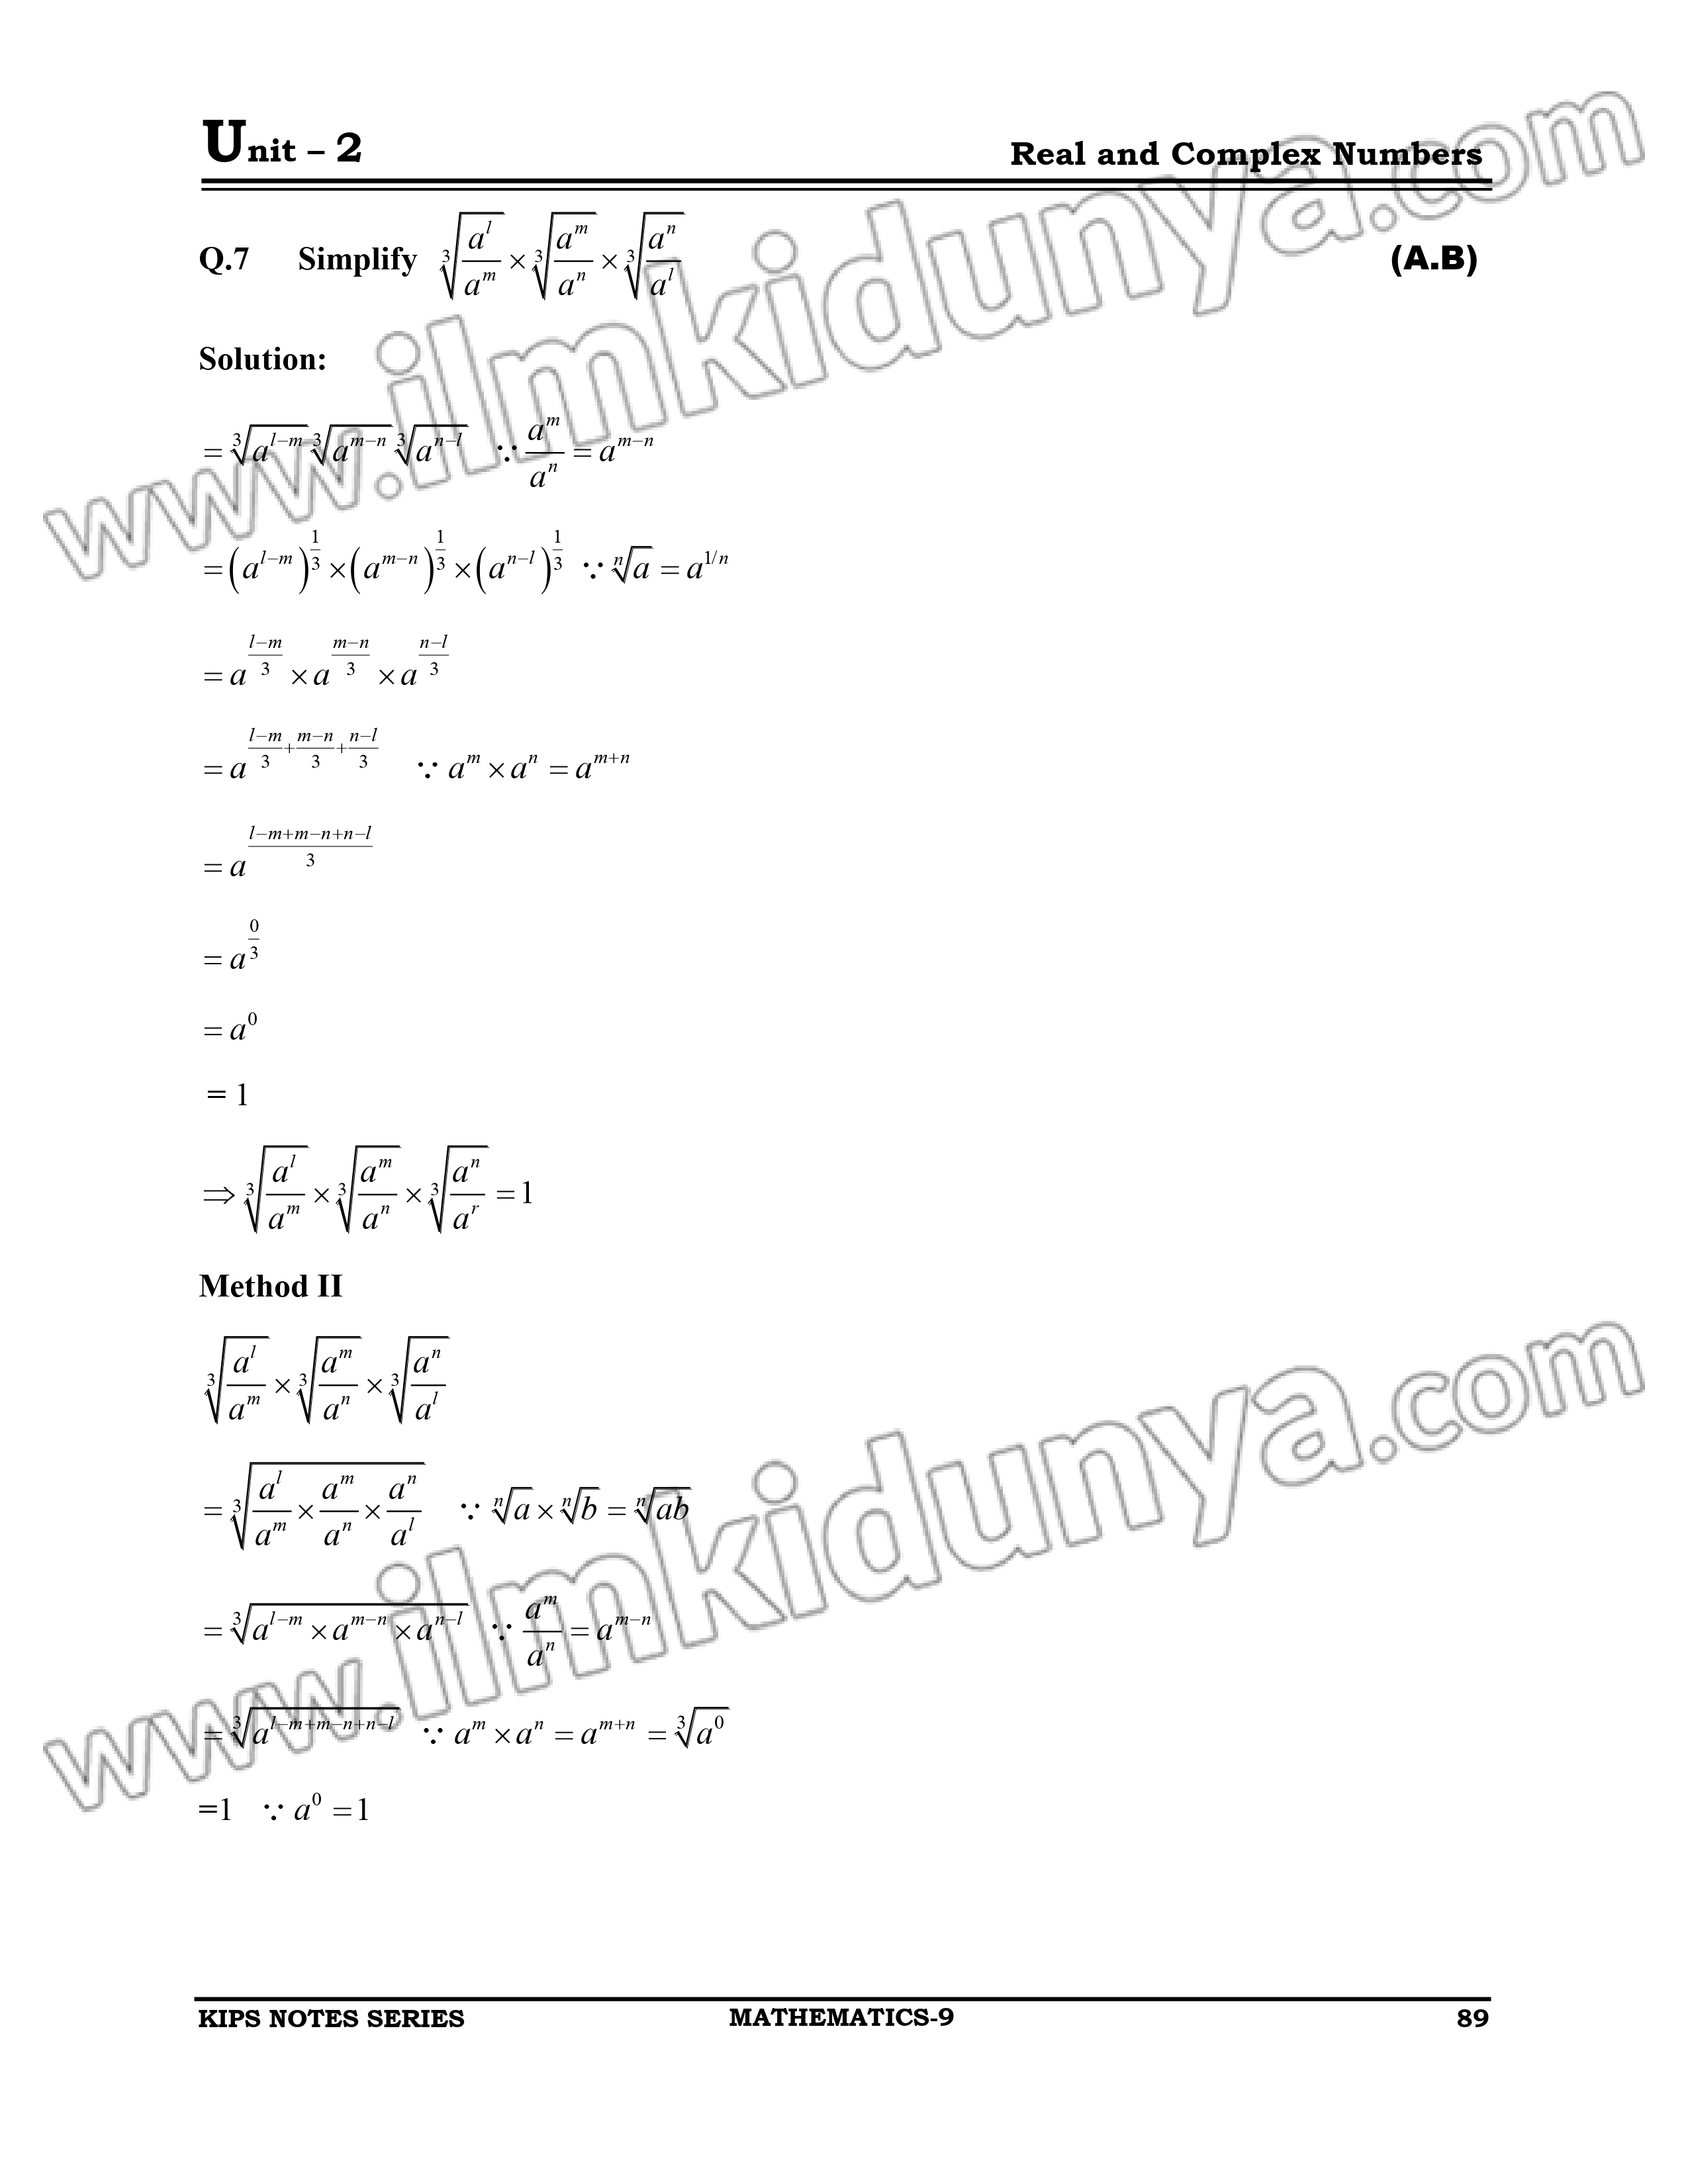 Unit – 2 Real and Complex Numbers
Q.7 Simplify $\sqrt[3]{\frac{a^l}{a^m}} \times \sqrt[3]{\frac{a^m}{a^n}} \times \sqrt[3]{\frac{a^n}{a^l}}$ (A.B)
Solution:
$= \sqrt[3]{a^{l-m}} \sqrt[3]{a^{m-n}} \sqrt[3]{a^{n-l}} \quad \because \frac{a^m}{a^n} = a^{m-n}$
$= \left(a^{l-m}\right)^{\frac{1}{3}} \times \left(a^{m-n}\right)^{\frac{1}{3}} \times \left(a^{n-l}\right)^{\frac{1}{3}} \quad \because \sqrt[n]{a} = a^{1/n}$
$= a^{\frac{l-m}{3}} \times a^{\frac{m-n}{3}} \times a^{\frac{n-l}{3}}$
$= a^{\frac{l-m}{3}+\frac{m-n}{3}+\frac{n-l}{3}} \quad \because a^m \times a^n = a^{m+n}$
$= a^{\frac{l-m+m-n+n-l}{3}}$
$= a^{\frac{0}{3}}$
$= a^0$
= 1
$\Rightarrow \sqrt[3]{\frac{a^l}{a^m}} \times \sqrt[3]{\frac{a^m}{a^n}} \times \sqrt[3]{\frac{a^n}{a^r}} = 1$
Method II
$\sqrt[3]{\frac{a^l}{a^m}} \times \sqrt[3]{\frac{a^m}{a^n}} \times \sqrt[3]{\frac{a^n}{a^l}}$
$= \sqrt[3]{\frac{a^l}{a^m} \times \frac{a^m}{a^n} \times \frac{a^n}{a^l}} \quad \because \sqrt[n]{a} \times \sqrt[n]{b} = \sqrt[n]{ab}$
$= \sqrt[3]{a^{l-m} \times a^{m-n} \times a^{n-l}} \quad \because \frac{a^m}{a^n} = a^{m-n}$
$= \sqrt[3]{a^{l-m+m-n+n-l}} \quad \because a^m \times a^n = a^{m+n} = \sqrt[3]{a^0}$
=1 $\because a^0 = 1$
KIPS NOTES SERIES MATHEMATICS-9 89
www.ilmkidunya.com
www.ilmkidunya.com